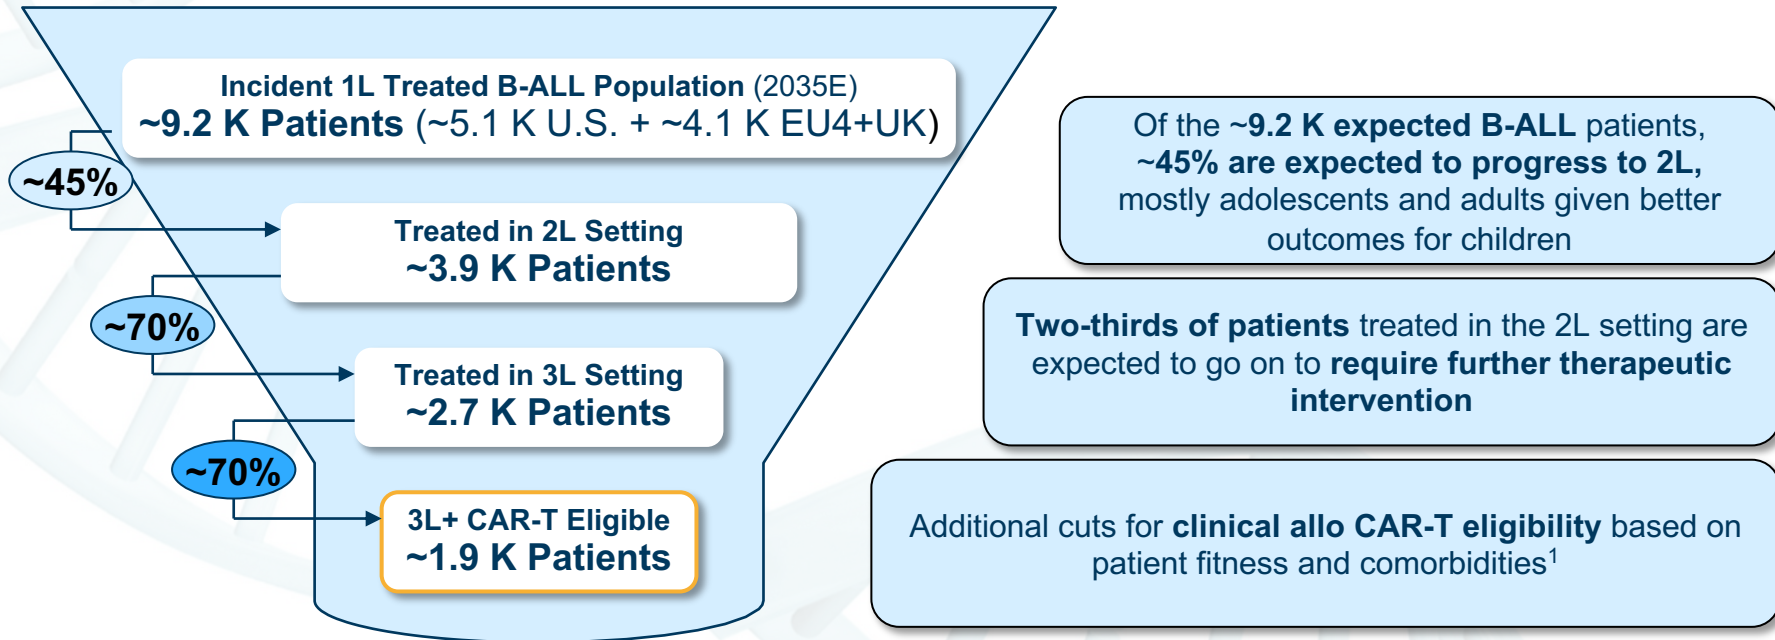 Incident 1L Treated B-ALL Population (2035E)
~9.2 K Patients (~5.1 K U.S. + ~4.1 K EU4+UK)
~45%
Treated in 2L Setting
~3.9 K Patients
~70%
Treated in 3L Setting
~2.7 K Patients
~70%
3L+ CAR-T Eligible
~1.9 K Patients
Of the ~9.2 K expected B-ALL patients,
~45% are expected to progress to 2L,
mostly adolescents and adults given better
outcomes for children
Two-thirds of patients treated in the 2L setting are
expected to go on to require further therapeutic
intervention
Additional cuts for clinical allo CAR-T eligibility based on
patient fitness and comorbidities1